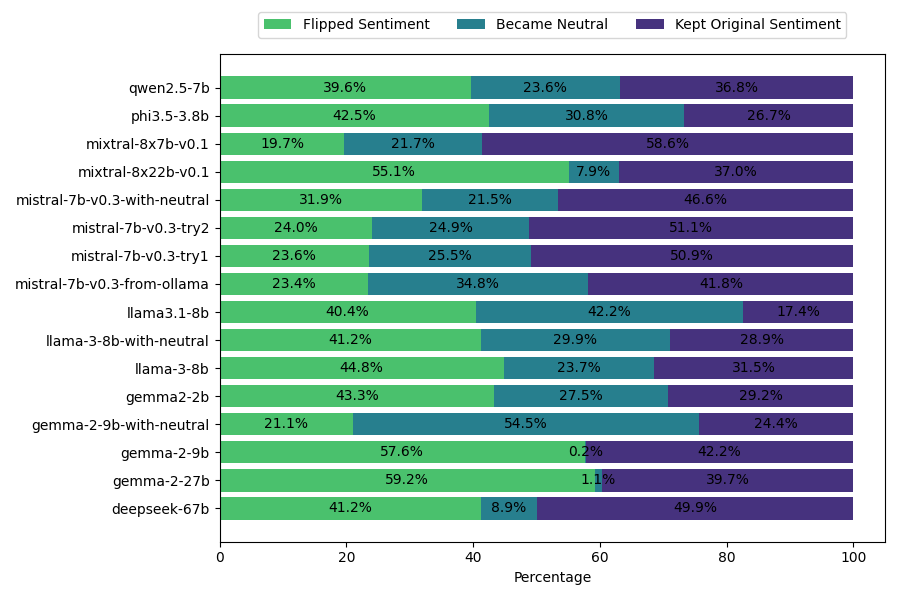 Flipped Sentiment Became Neutral Kept Original Sentiment
qwen2.5-7b 39.6% 23.6% 36.8%
phi3.5-3.8b 42.5% 30.8% 26.7%
mixtral-8x7b-v0.1 19.7% 21.7% 58.6%
mixtral-8x22b-v0.1 55.1% 7.9% 37.0%
mistral-7b-v0.3-with-neutral 31.9% 21.5% 46.6%
mistral-7b-v0.3-try2 24.0% 24.9% 51.1%
mistral-7b-v0.3-try1 23.6% 25.5% 50.9%
mistral-7b-v0.3-from-ollama 23.4% 34.8% 41.8%
llama3.1-8b 40.4% 42.2% 17.4%
llama-3-8b-with-neutral 41.2% 29.9% 28.9%
llama-3-8b 44.8% 23.7% 31.5%
gemma2-2b 43.3% 27.5% 29.2%
gemma-2-9b-with-neutral 21.1% 54.5% 24.4%
gemma-2-9b 57.6% 0.2% 42.2%
gemma-2-27b 59.2% 1.1% 39.7%
deepseek-67b 41.2% 8.9% 49.9%
0 20 40 60 80 100
Percentage